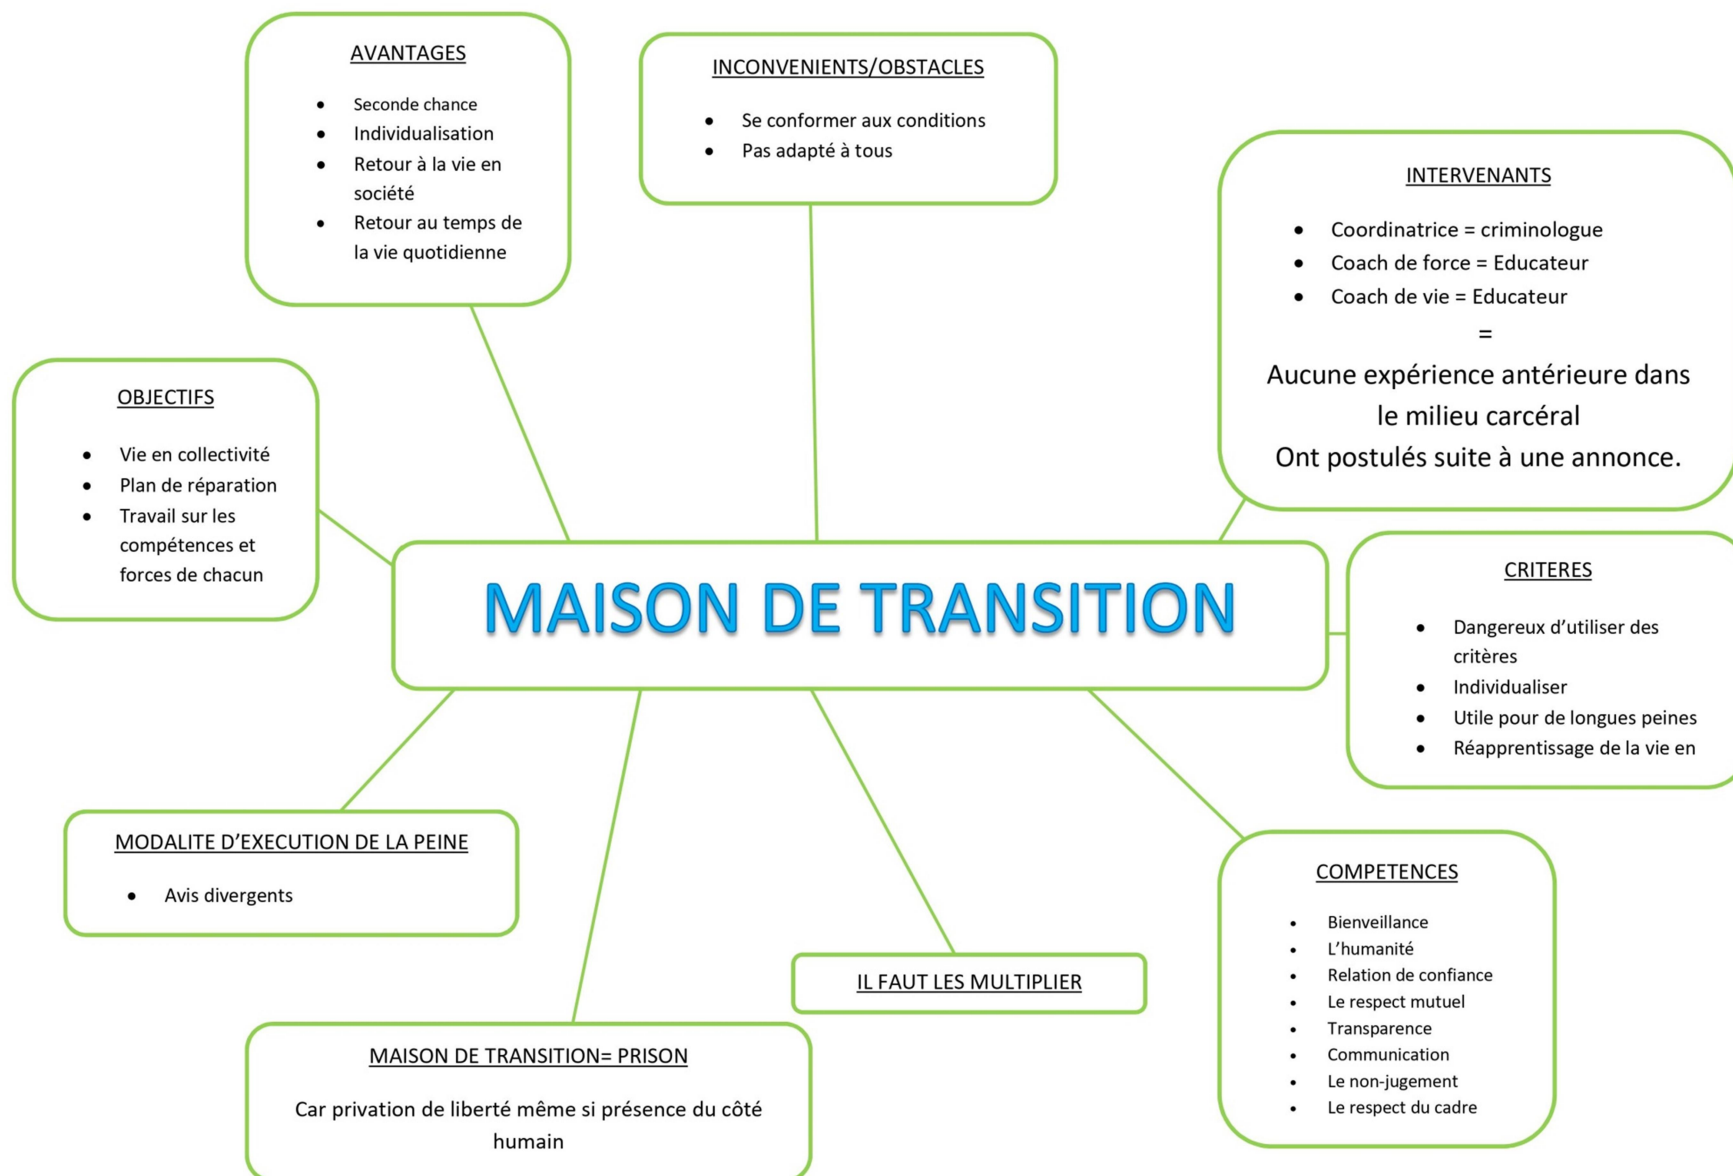 AVANTAGES
• Seconde chance
• Individualisation
• Retour à la vie en
société
• Retour au temps de
la vie quotidienne
INCONVENIENTS/OBSTACLES
• Se conformer aux conditions
• Pas adapté à tous
INTERVENANTS
• Coordinatrice = criminologue
• Coach de force = Educateur
• Coach de vie = Educateur
=
Aucune expérience antérieure dans
le milieu carcéral
Ont postulés suite à une annonce.
OBJECTIFS
• Vie en collectivité
• Plan de réparation
• Travail sur les
compétences et
forces de chacun
MAISON DE TRANSITION
CRITERES
• Dangereux d’utiliser des
critères
• Individualiser
• Utile pour de longues peines
• Réapprentissage de la vie en
MODALITE D’EXECUTION DE LA PEINE
• Avis divergents
COMPETENCES
• Bienveillance
• L’humanité
• Relation de confiance
• Le respect mutuel
• Transparence
• Communication
• Le non-jugement
• Le respect du cadre
IL FAUT LES MULTIPLIER
MAISON DE TRANSITION= PRISON
Car privation de liberté même si présence du côté
humain